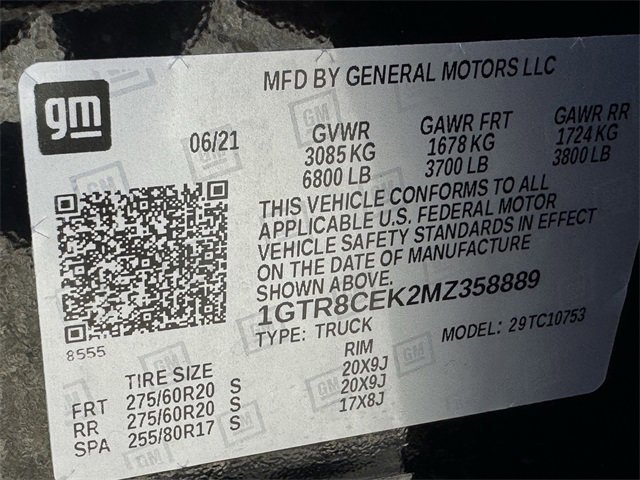 MFD BY GENERAL MOTORS LLC
gm
06/21
GVWR
3085 KG
6800 LB
GAWR FRT
1678 KG
3700 LB
GAWR RR
1724 KG
3800 LB
THIS VEHICLE CONFORMS TO ALL
APPLICABLE U.S. FEDERAL MOTOR
VEHICLE SAFETY STANDARDS IN EFFECT
ON THE DATE OF MANUFACTURE
SHOWN ABOVE.
1GTR8CEK2MZ358889
TYPE: TRUCK
MODEL: 29TC10753
8555
TIRE SIZE RIM
FRT 275/60R20 S 20X9J
RR 275/60R20 S 20X9J
SPA 255/80R17 S 17X8J